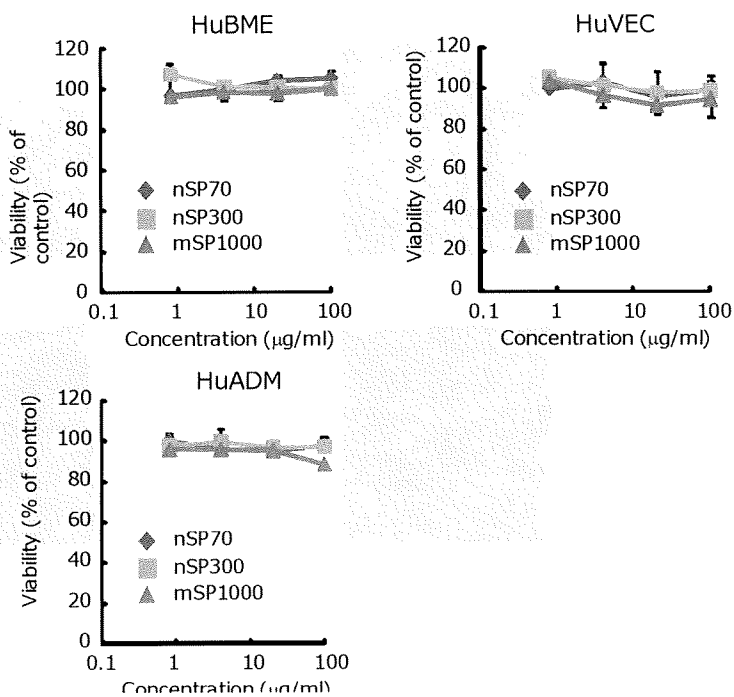 HuBME
120
100
80
60
40
20
0
Viability (% of
control)
nSP70
nSP300
mSP1000
0.1 1 10 100
Concentration (μg/ml)
HuVEC
120
100
80
60
40
20
0
Viability (% of control)
nSP70
nSP300
mSP1000
0.1 1 10 100
Concentration (μg/ml)
HuADM
120
100
80
60
40
20
0
Viability (% of control)
nSP70
nSP300
mSP1000
0.1 1 10 100
Concentration (μg/ml)